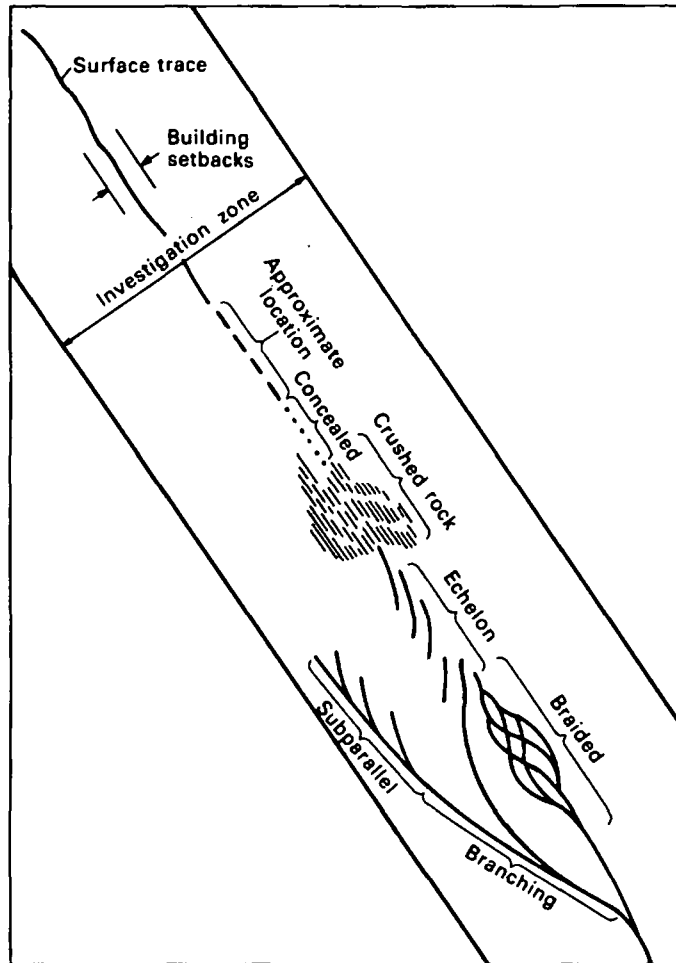 Surface trace
Building
setbacks
Investigation zone
Approximate
location
Concealed
Crushed rock
Echelon
Braided
Subparallel
Branching